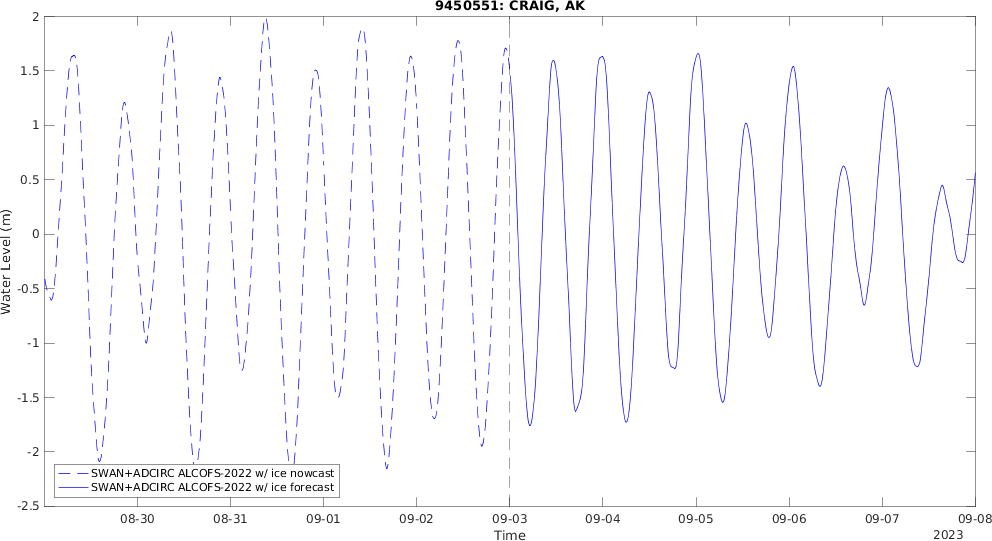 9450551: CRAIG, AK
2
1.5
1
0.5
0
-0.5
-1
-1.5
-2
-2.5
Water Level (m)
SWAN+ADCIRC ALCOFS-2022 w/ ice nowcast
SWAN+ADCIRC ALCOFS-2022 w/ ice forecast
08-30 08-31 09-01 09-02 09-03 09-04 09-05 09-06 09-07 09-08
Time
2023